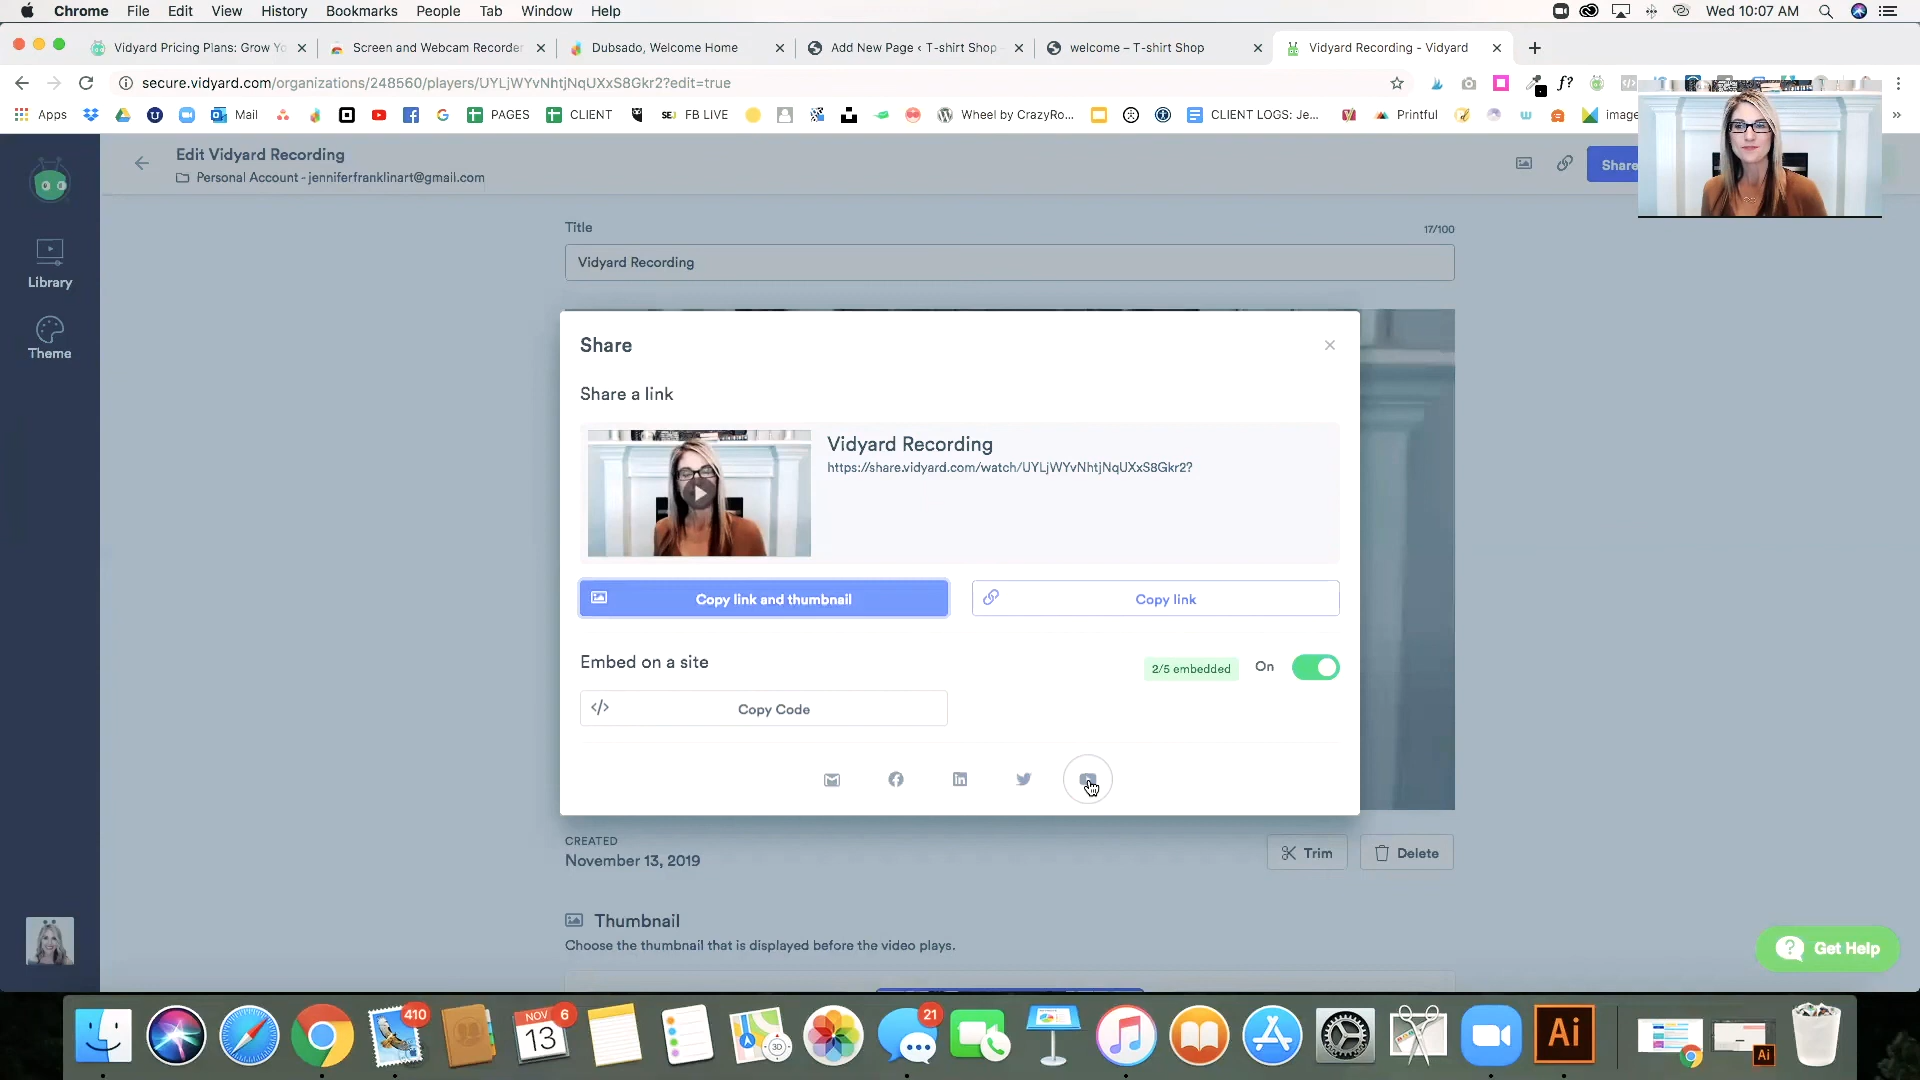 Chrome File Edit View History Bookmarks People Tab Window Help Wed 10:07 AM
Vidyard Pricing Plans: Grow Yo Screen and Webcam Recorder Dubsado, Welcome Home Add New Page ‹ T-shirt Shop welcome – T-shirt Shop Vidyard Recording - Vidyard
secure.vidyard.com/organizations/248560/players/UYLjWYvNhtjNqUXxS8Gkr2?edit=true
f?
Apps Mail PAGES CLIENT SEJ FB LIVE Wheel by CrazyRo... CLIENT LOGS: Je... Printful image
Edit Vidyard Recording
Personal Account - jenniferfranklinart@gmail.com
Share
Library
Theme
Title
17/100
Vidyard Recording
Share
Share a link
Vidyard Recording
https://share.vidyard.com/watch/UYLjWYvNhtjNqUXxS8Gkr2?
Copy link and thumbnail
Copy link
Embed on a site
2/5 embedded
On
Copy Code
CREATED
November 13, 2019
Trim
Delete
Thumbnail
Choose the thumbnail that is displayed before the video plays.
Get Help
410
NOV
13
6
3D
21
Ai
Ai